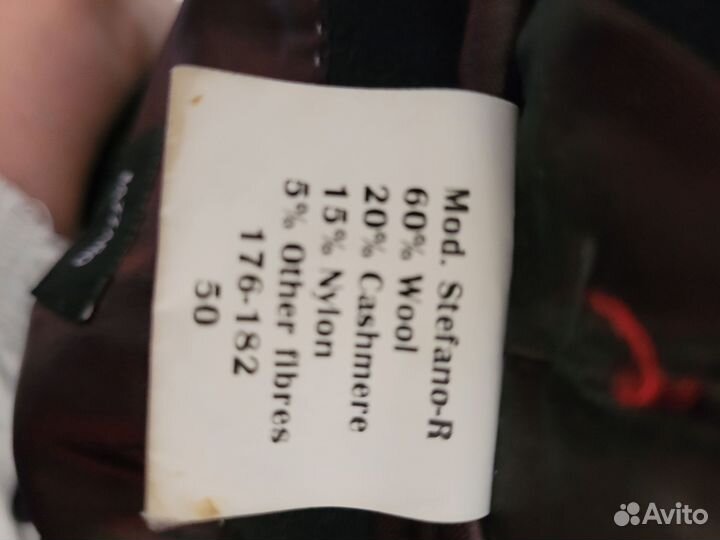 Mod. Stefano-R
60% Wool
20% Cashmere
15% Nylon
5% Other fibres
176-182
50
Avito